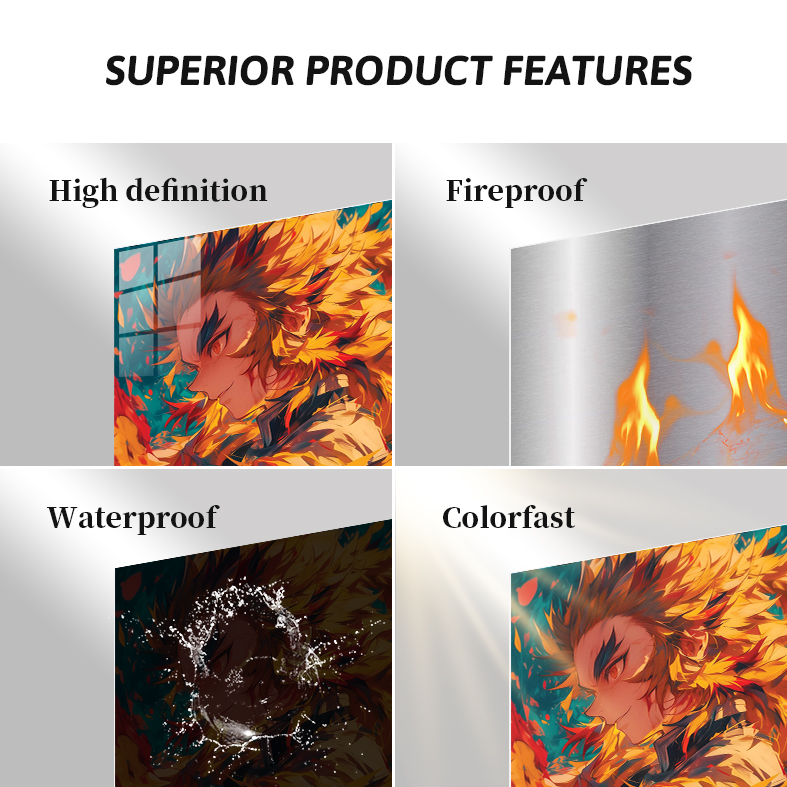 SUPERIOR PRODUCT FEATURES
High definition
Fireproof
Waterproof
Colorfast